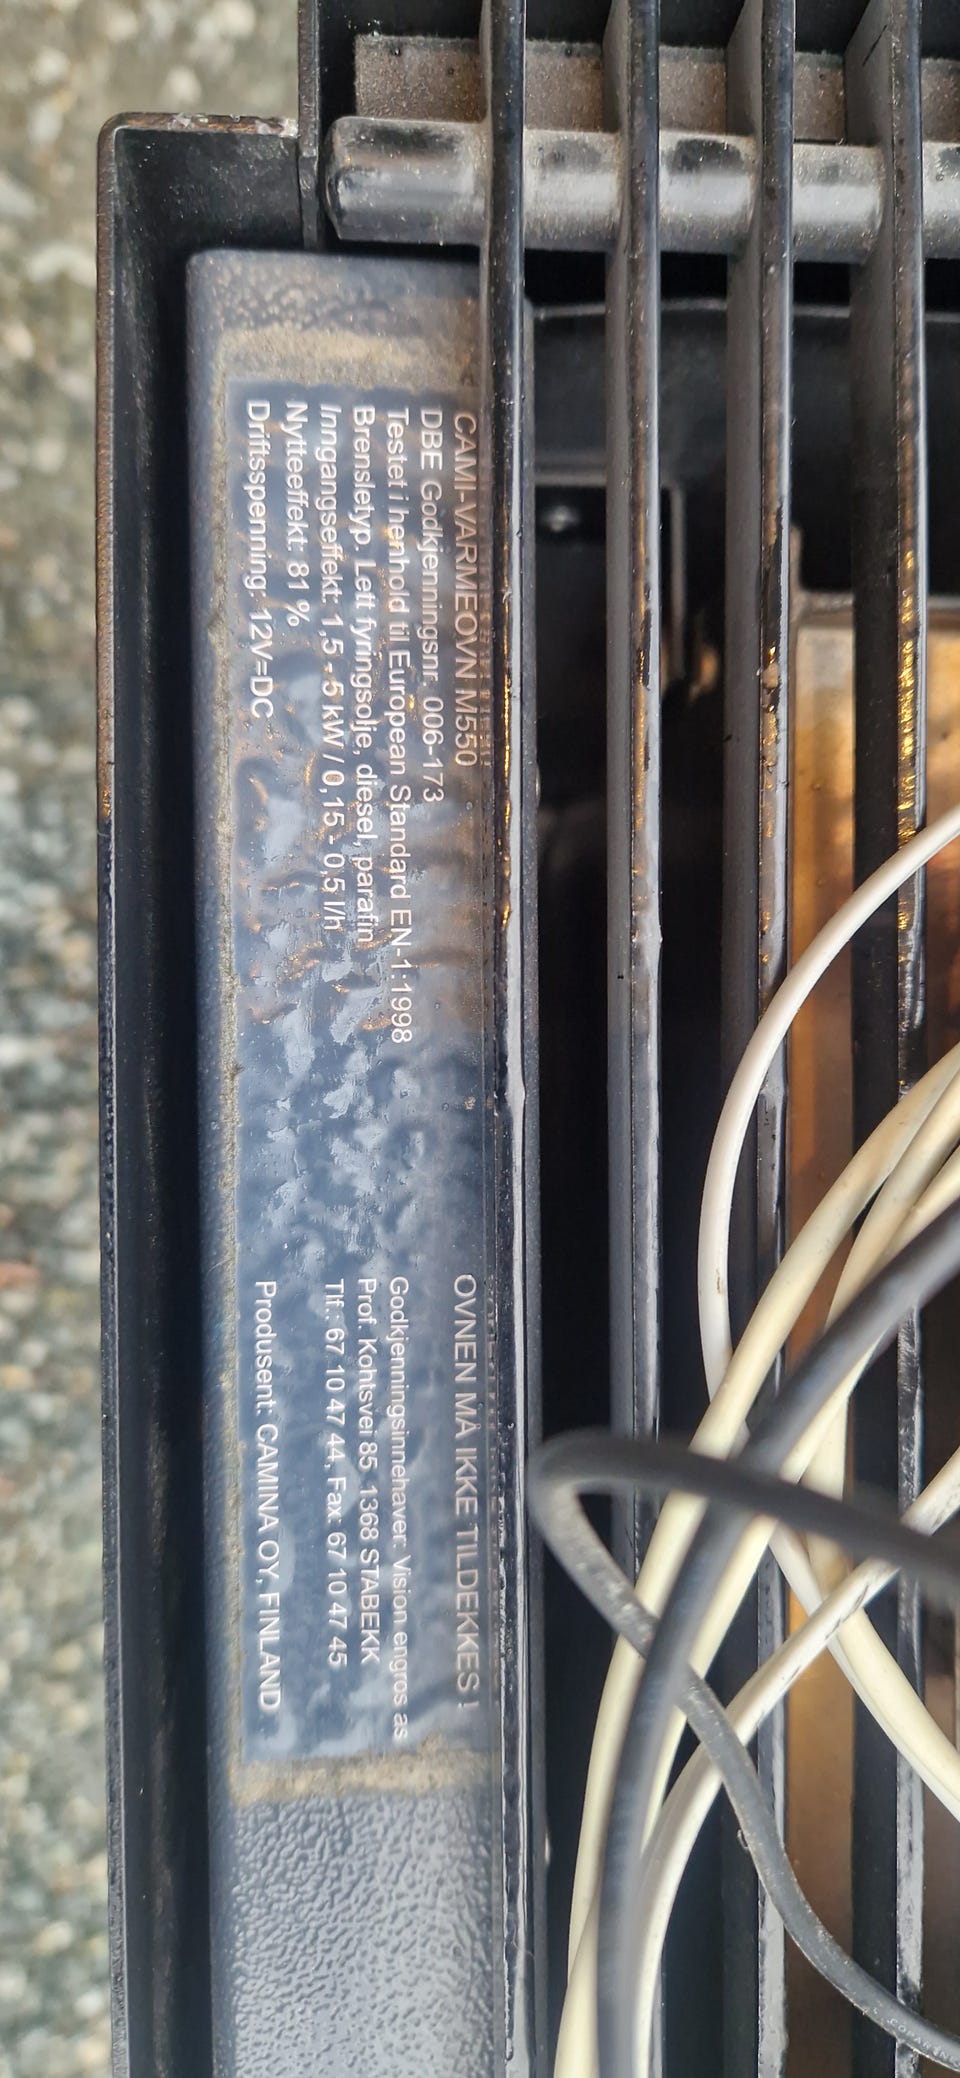 CAMI-VARMEOVN M550
DBE Godkjenningsnr. 006-173
Testet i henhold til European Standard EN-1:1998
Brensletyp. Lett fyringsolje, diesel, parafin
Inngangseffekt: 1,5 - 5 kW / 0,15 - 0,5 l/h
Nytteeffekt: 81 %
Driftsspenning: 12V=DC
OVNEN MÅ IKKE TILDEKKES !
Godkjenningsinnehaver: Vision engros as
Prof. Kohtsvei 85, 1368 STABEKK
Tlf.: 67 10 47 44, Fax: 67 10 47 45
Produsent: CAMINA OY, FINLAND